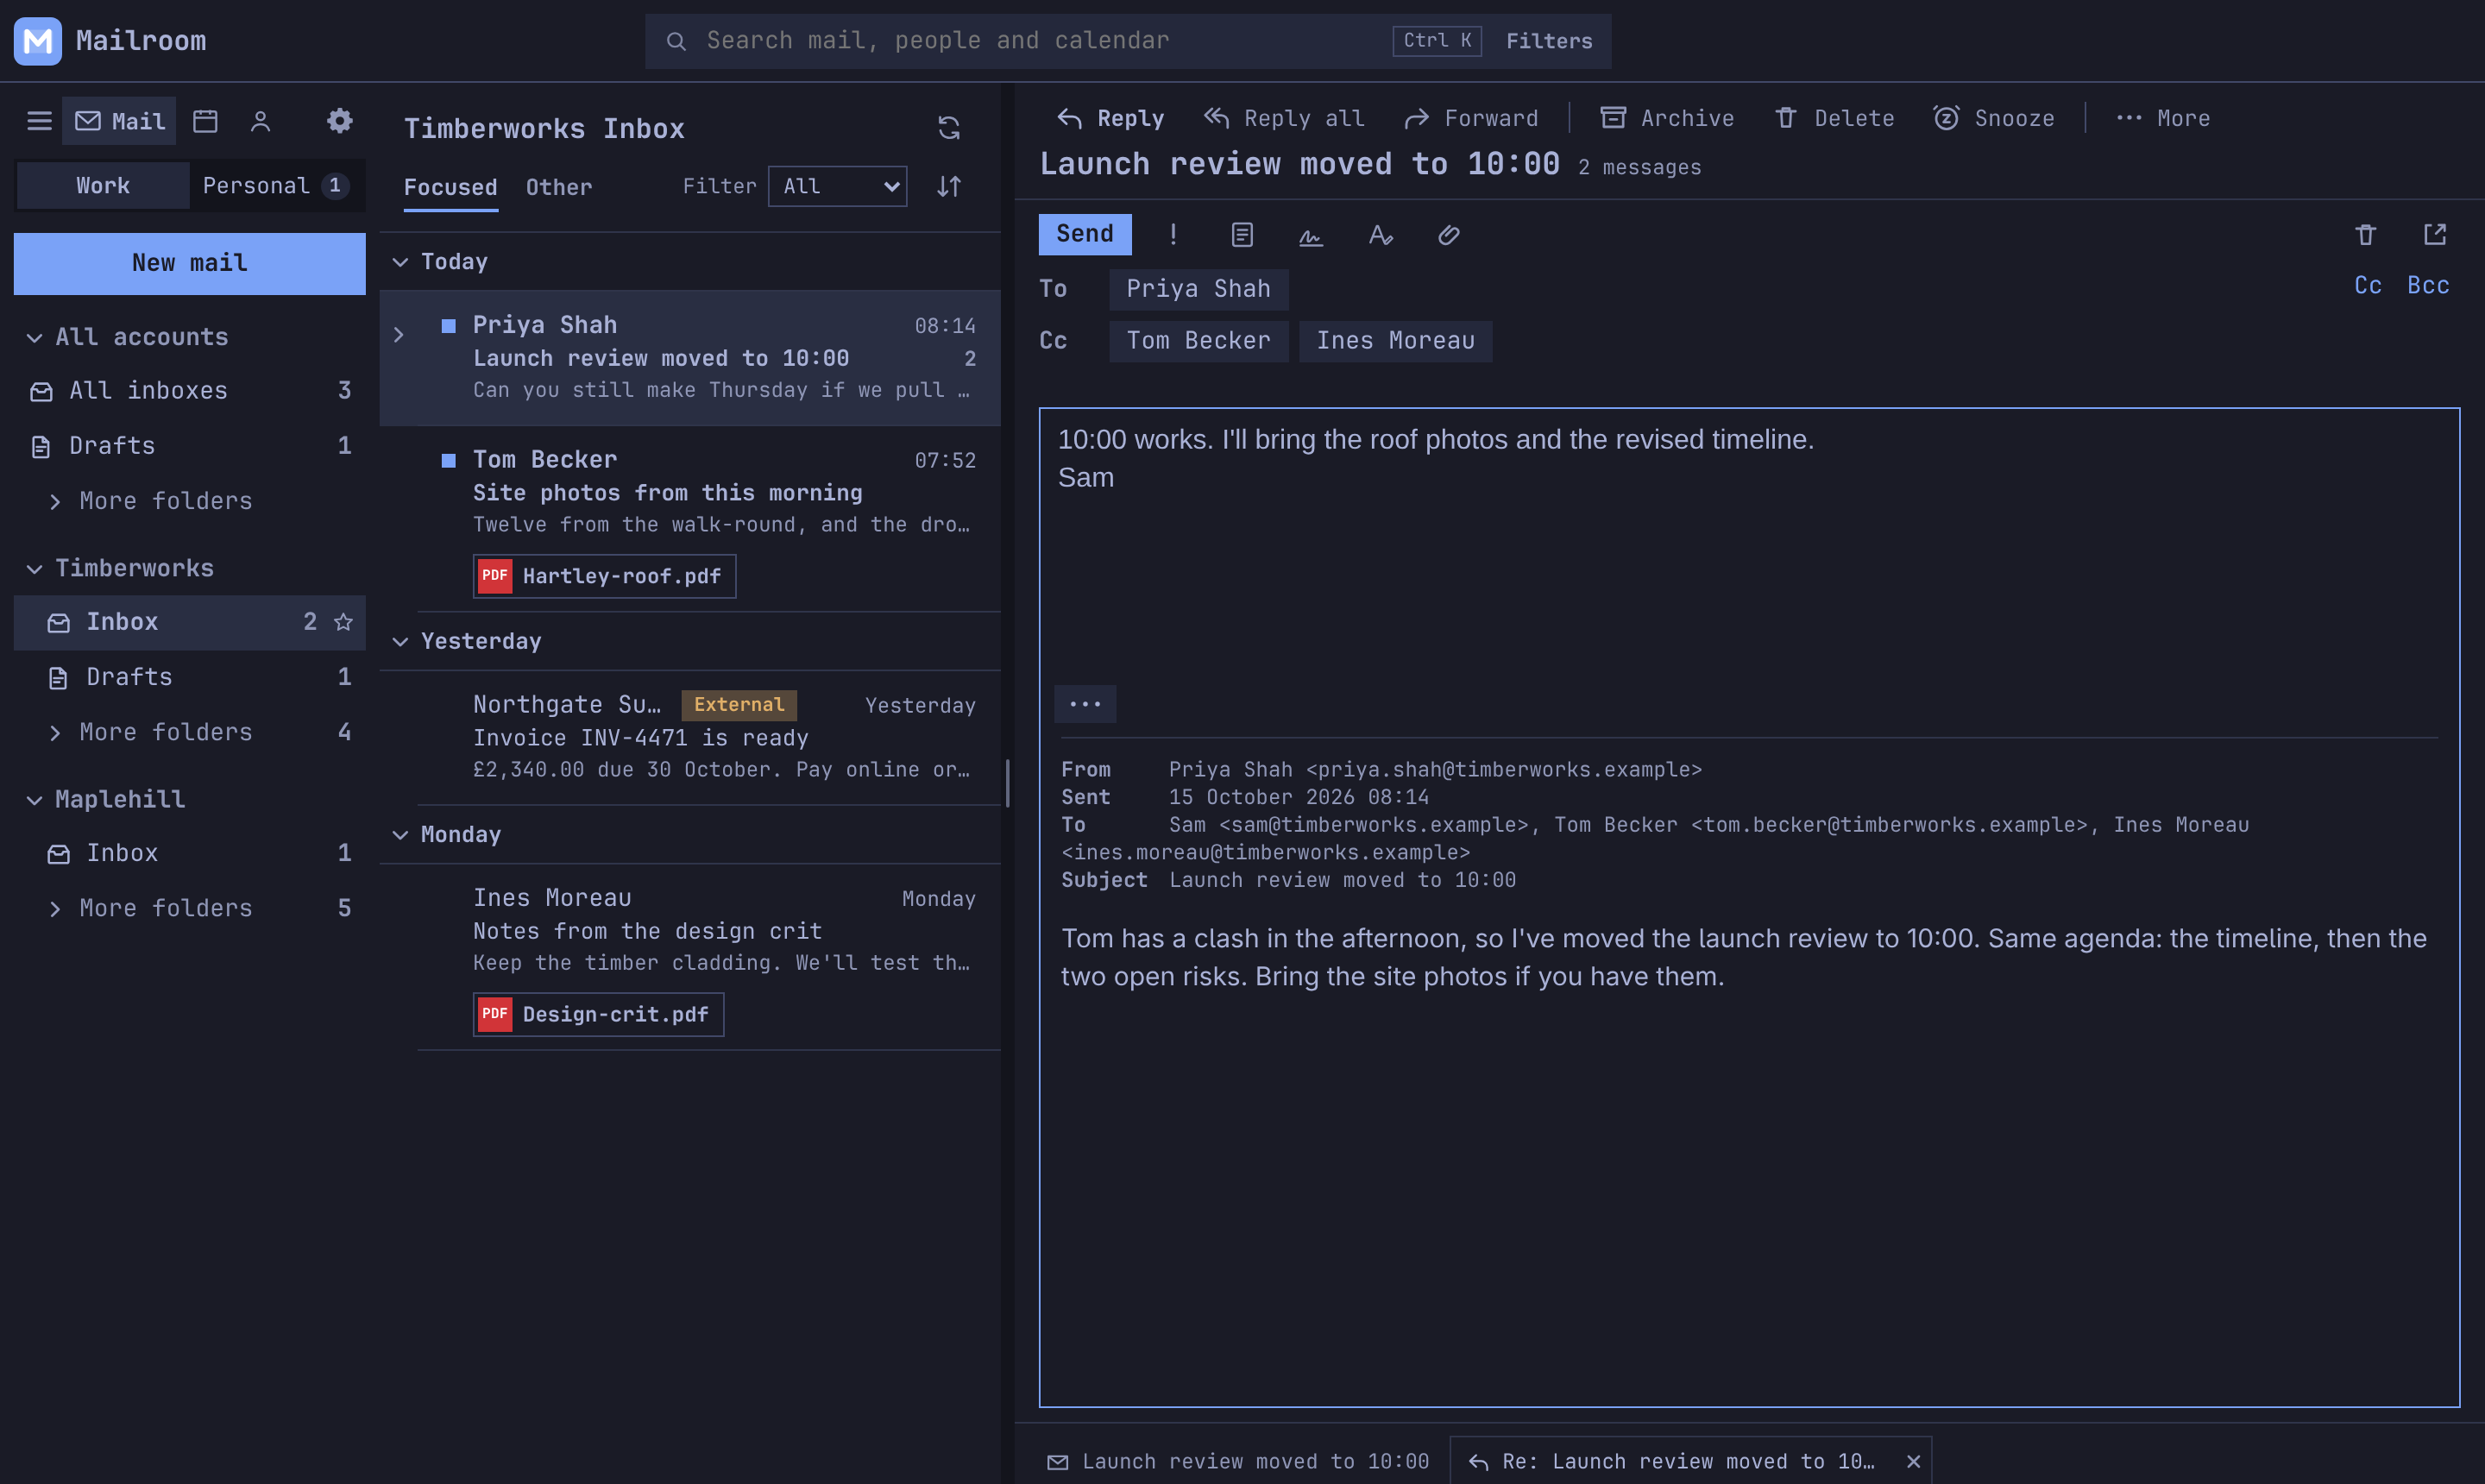 Mailroom
Search mail, people and calendar
Ctrl K
Filters
Mail
Work
Personal 1
New mail
All accounts
All inboxes 3
Drafts 1
More folders
Timberworks
Inbox 2
Drafts 1
More folders 4
Maplehill
Inbox 1
More folders 5
Timberworks Inbox
Focused
Other
Filter
All
Today
Priya Shah 08:14
Launch review moved to 10:00 2
Can you still make Thursday if we pull …
Tom Becker 07:52
Site photos from this morning
Twelve from the walk-round, and the dro…
PDF Hartley-roof.pdf
Yesterday
Northgate Su… External Yesterday
Invoice INV-4471 is ready
£2,340.00 due 30 October. Pay online or…
Monday
Ines Moreau Monday
Notes from the design crit
Keep the timber cladding. We'll test th…
PDF Design-crit.pdf
Reply
Reply all
Forward
Archive
Delete
Snooze
More
Launch review moved to 10:00 2 messages
Send
To Priya Shah
Cc Bcc
Cc Tom Becker Ines Moreau
10:00 works. I'll bring the roof photos and the revised timeline.
Sam
From Priya Shah <priya.shah@timberworks.example>
Sent 15 October 2026 08:14
To Sam <sam@timberworks.example>, Tom Becker <tom.becker@timberworks.example>, Ines Moreau
<ines.moreau@timberworks.example>
Subject Launch review moved to 10:00
Tom has a clash in the afternoon, so I've moved the launch review to 10:00. Same agenda: the timeline, then the
two open risks. Bring the site photos if you have them.
Launch review moved to 10:00
Re: Launch review moved to 10…